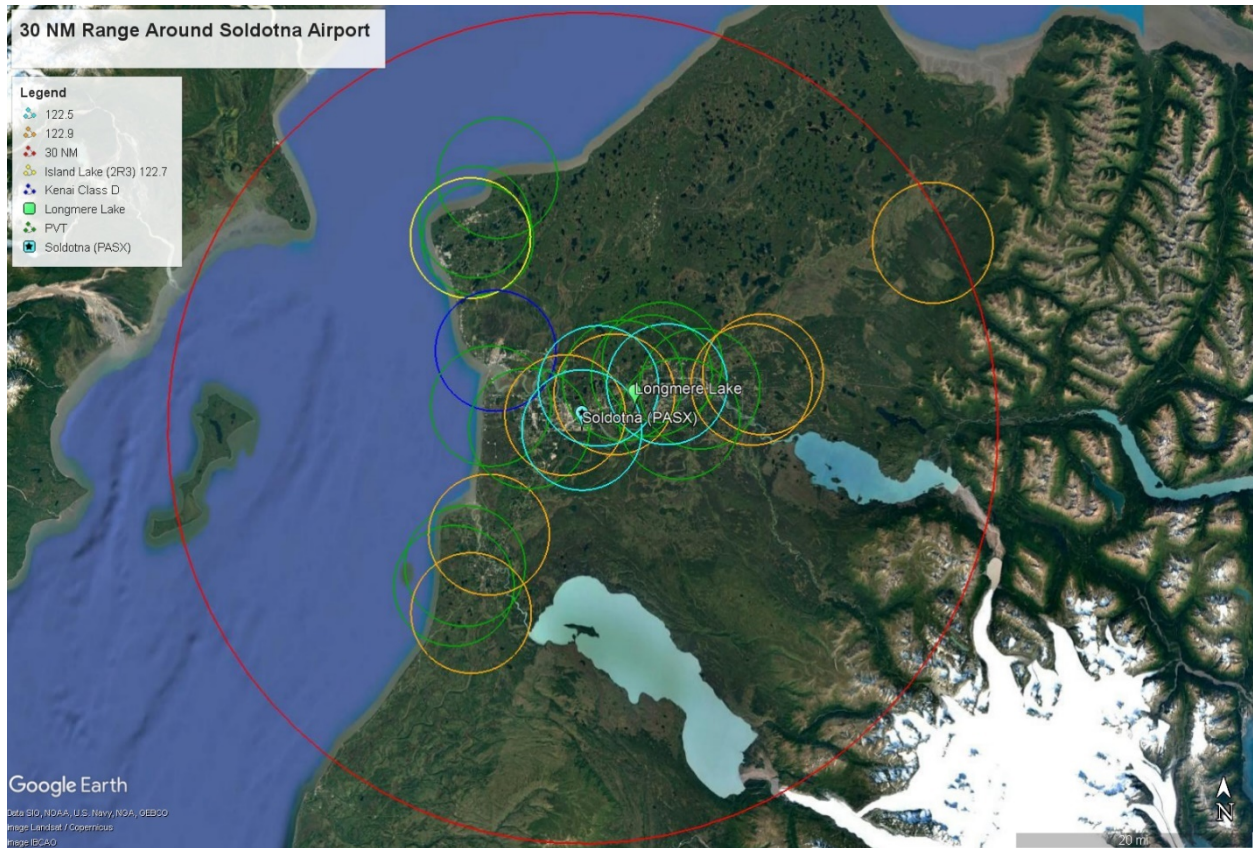 30 NM Range Around Soldotna Airport
Legend
122.5
122.9
30 NM
Island Lake (2R3) 122.7
Kenai Class D
Longmere Lake
PVT
Soldotna (PASX)
Longmere Lake
Soldotna (PASX)
Google Earth
Data SIO, NOAA, U.S. Navy, NGA, GEBCO
Image Landsat / Copernicus
Image IBCAO
N
20 mi